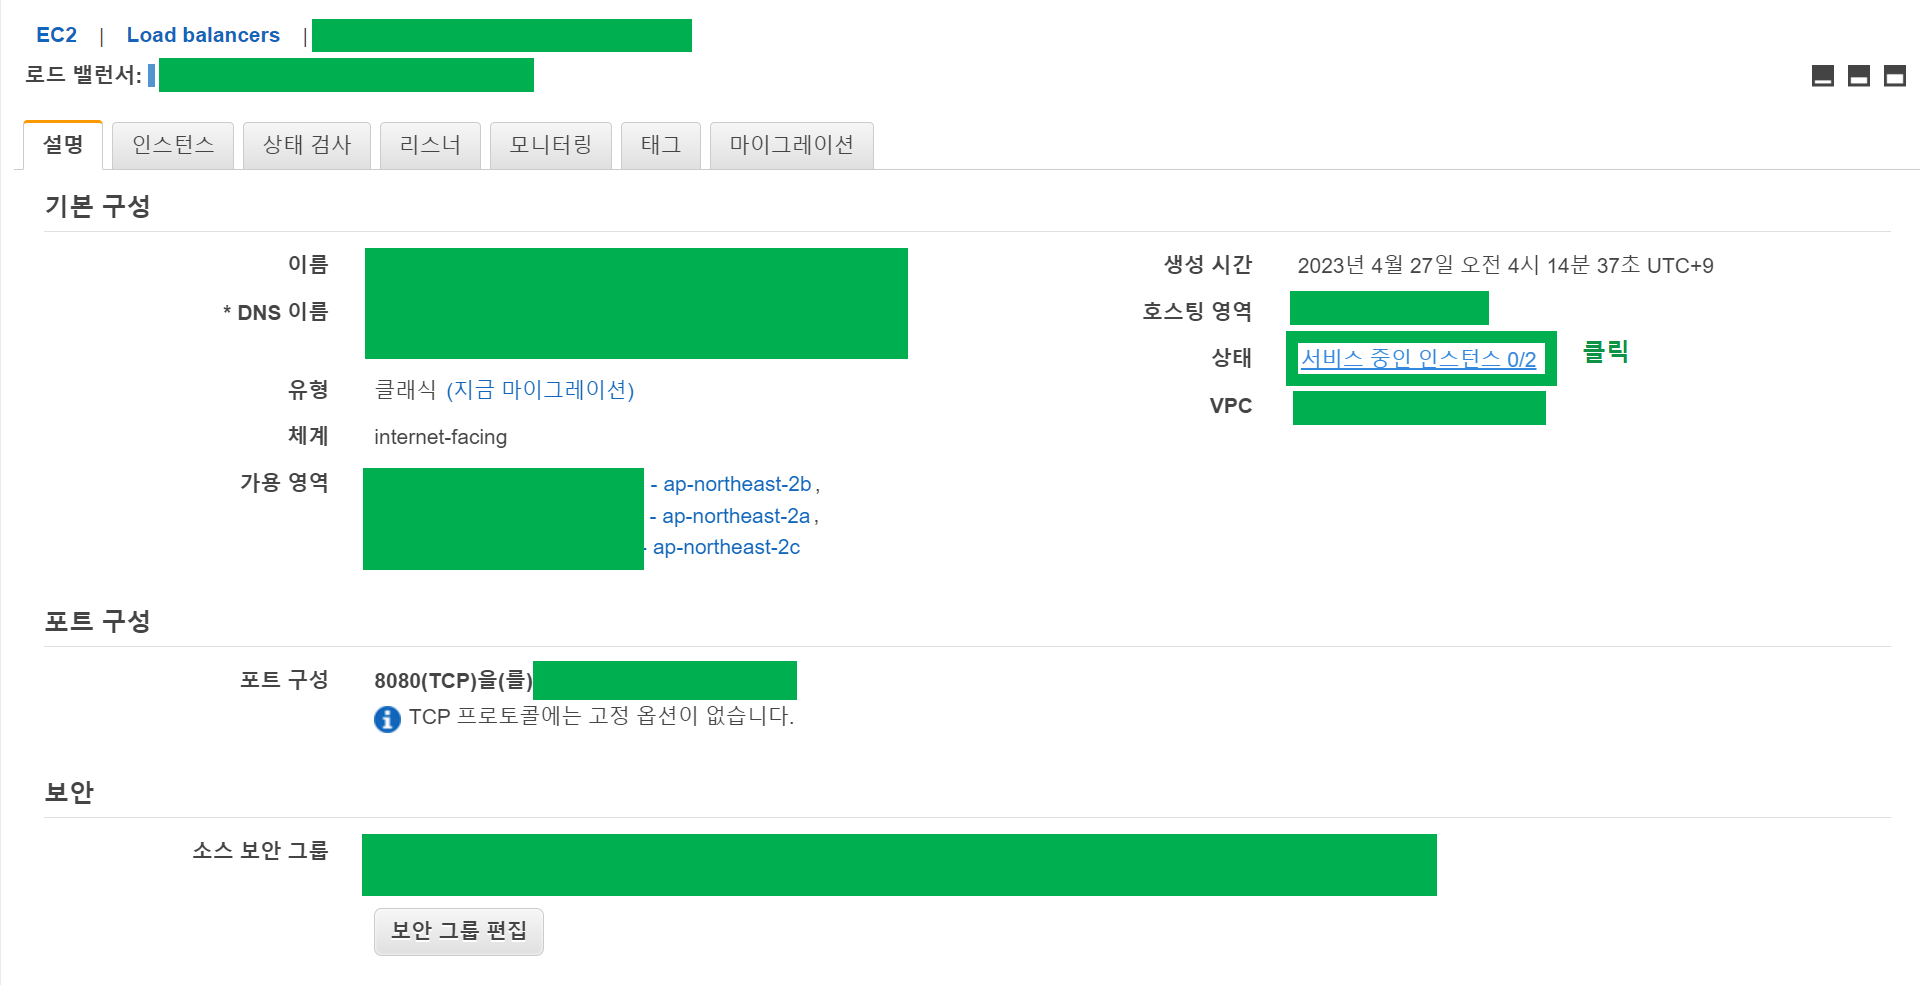 EC2 | Load balancers |
로드 밸런서:
설명 인스턴스 상태 검사 리스너 모니터링 태그 마이그레이션
기본 구성
이름
* DNS 이름
유형 클래식 (지금 마이그레이션)
체계 internet-facing
가용 영역 - ap-northeast-2b,
- ap-northeast-2a,
- ap-northeast-2c
생성 시간 2023년 4월 27일 오전 4시 14분 37초 UTC+9
호스팅 영역
상태 서비스 중인 인스턴스 0/2 클릭
VPC
포트 구성
포트 구성 8080(TCP)을(를)
TCP 프로토콜에는 고정 옵션이 없습니다.
보안
소스 보안 그룹
보안 그룹 편집